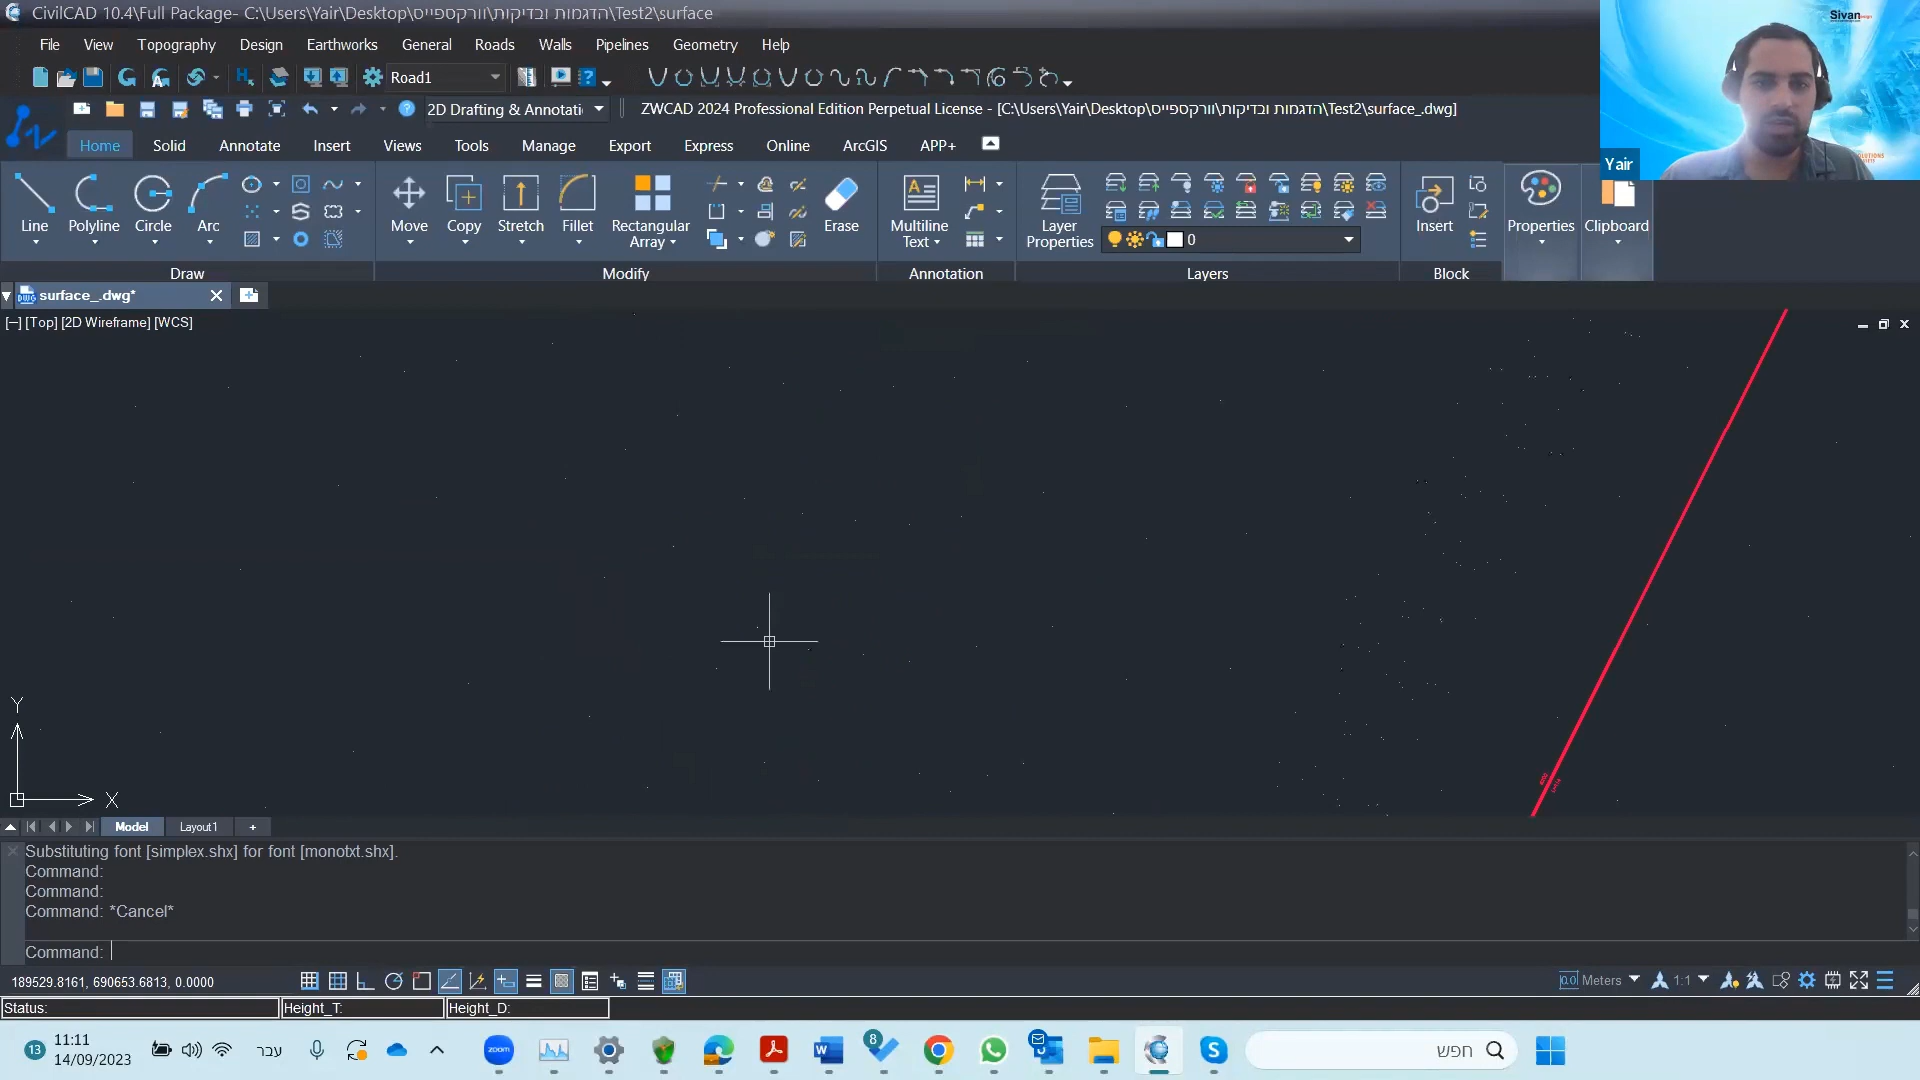 CivilCAD 10.4\Full Package- C:\Users\Yair\Desktop\הדגמות ובדיקות\וורקספייס\Test2\surface
Sivan
File View Topography Design Earthworks General Roads Walls Pipelines Geometry Help
Road1
2D Drafting & Annotati
ZWCAD 2024 Professional Edition Perpetual License - [C:\Users\Yair\Desktop\הדגמות ובדיקות\וורקספייס\Test2\surface_.dwg]
Home Solid Annotate Insert Views Tools Manage Export Express Online ArcGIS APP+
Yair
Line Polyline Circle Arc
Move Copy Stretch Fillet Rectangular Array Erase
Multiline Text
Layer Properties
0
Insert Properties Clipboard
Draw Modify Annotation Layers Block
surface_.dwg*
[—] [Top] [2D Wireframe] [WCS]
Y
X
Model Layout1 +
Substituting font [simplex.shx] for font [monotxt.shx].
Command:
Command:
Command: *Cancel*
Command:
189529.8161, 690653.6813, 0.0000
Meters 1:1
Status: Height_T: Height_D:
13
11:11
14/09/2023
עבר
zoom
8
חפש